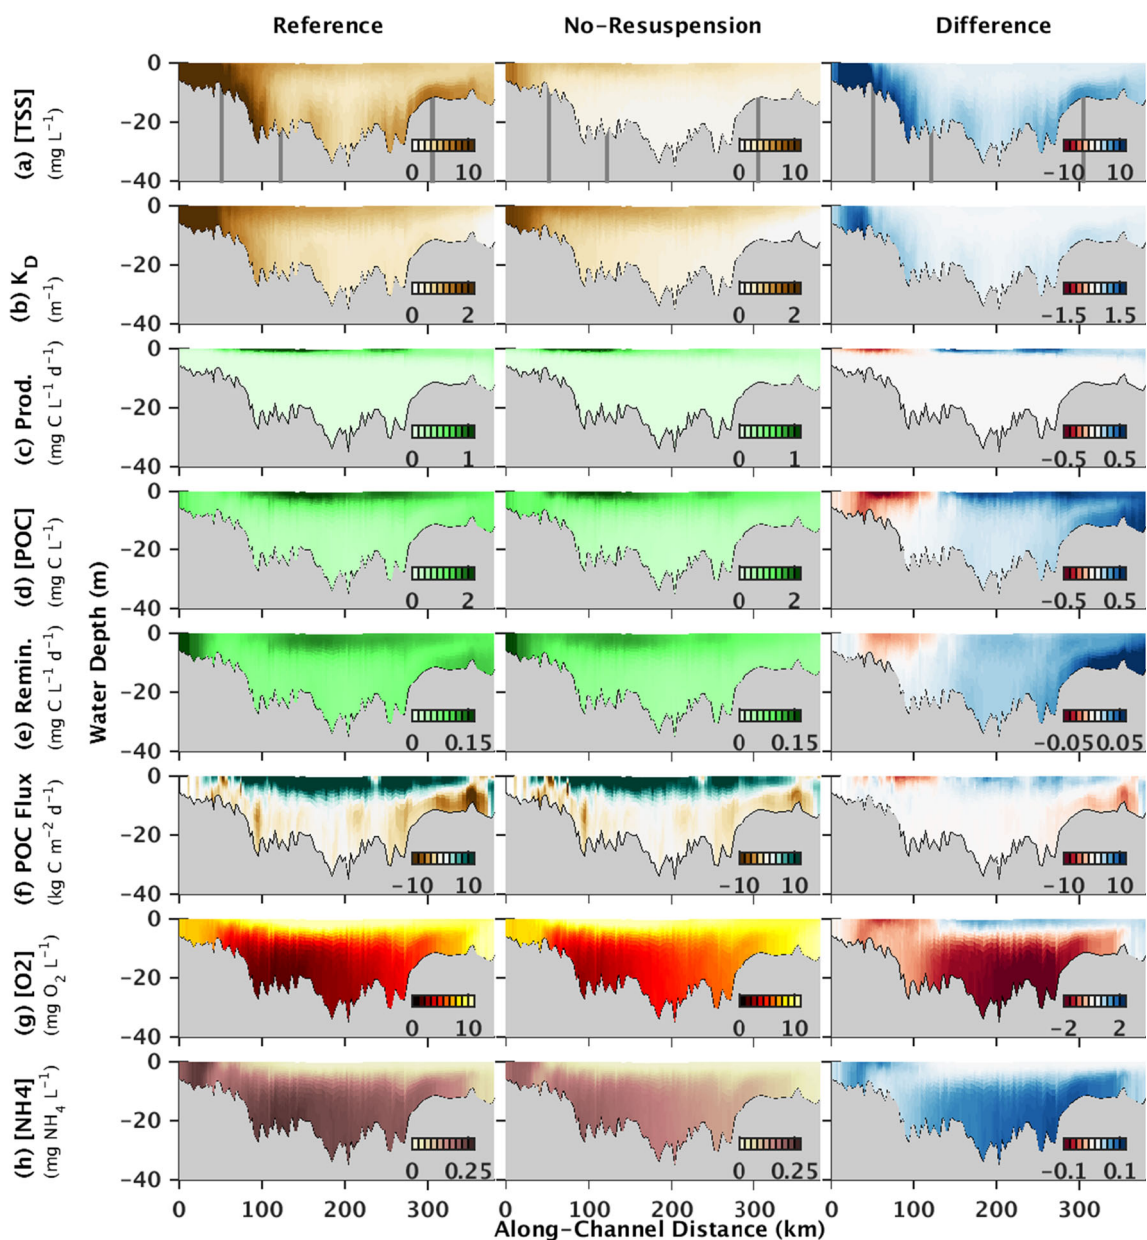 Reference No-Resuspension Difference
(a) [TSS]
(mg L⁻¹)
0
-20
-40
0 10
0 10
-10 10
(b) K_D
(m⁻¹)
0
-20
-40
0 2
0 2
-1.5 1.5
(c) Prod.
(mg C L⁻¹ d⁻¹)
0
-20
-40
0 1
0 1
-0.5 0.5
(d) [POC]
(mg C L⁻¹)
0
-20
-40
0 2
0 2
-0.5 0.5
Water Depth (m)
(e) Remin.
(mg C L⁻¹ d⁻¹)
0
-20
-40
0 0.15
0 0.15
-0.05 0.05
(f) POC Flux
(kg C m⁻² d⁻¹)
0
-20
-40
-10 10
-10 10
-10 10
(g) [O2]
(mg O₂ L⁻¹)
0
-20
-40
0 10
0 10
-2 2
(h) [NH4]
(mg NH₄ L⁻¹)
0
-20
-40
0 0.25
0 0.25
-0.1 0.1
0 100 200 300 0 100 200 300 0 100 200 300
Along-Channel Distance (km)